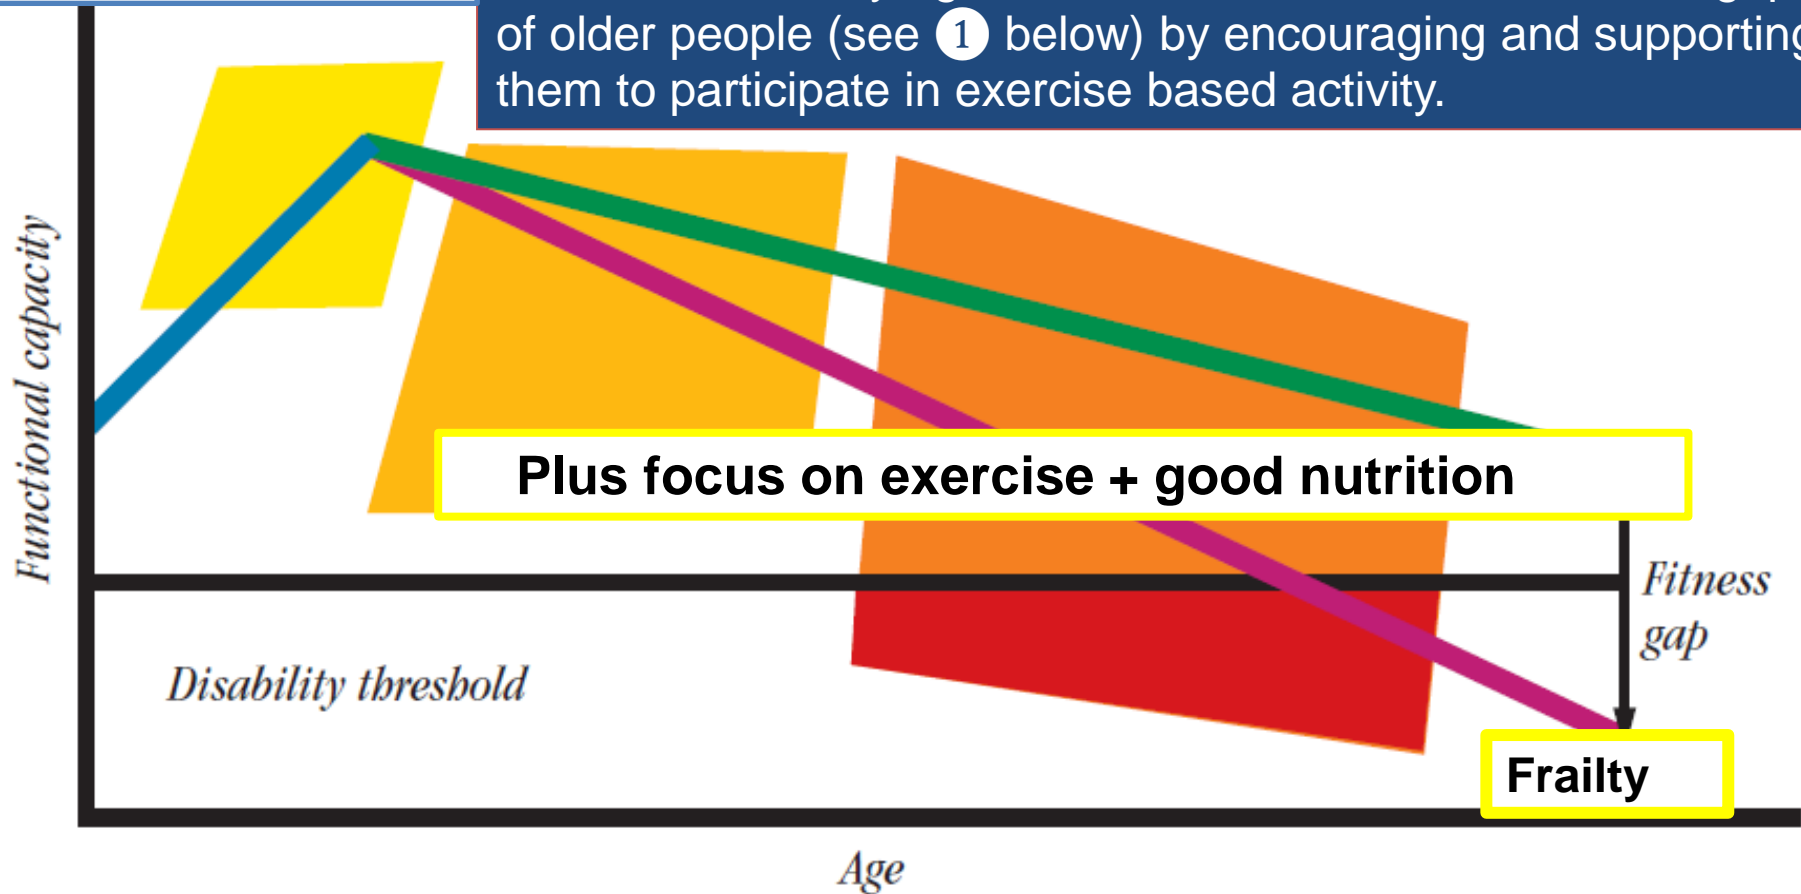 of older people (see 1 below) by encouraging and supporting
them to participate in exercise based activity.
Functional capacity
Plus focus on exercise + good nutrition
Fitness
gap
Disability threshold
Frailty
Age